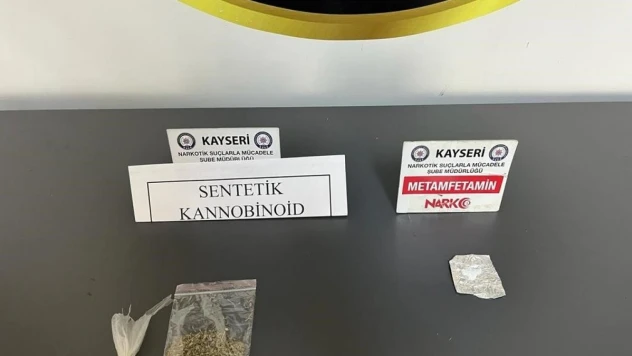 KAYSERİ
NARKOTİK SUÇLARLA MÜCADELE
ŞUBE MÜDÜRLÜĞÜ
SENTETİK
KANNOBİNOİD
KAYSERİ
NARKOTİK SUÇLARLA MÜCADELE
ŞUBE MÜDÜRLÜĞÜ
METAMFETAMİN
NARKO